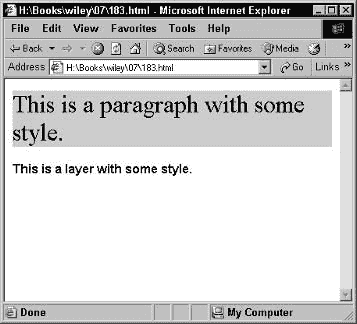 H:\Books\wiley\07\183.html - Microsoft Internet Explorer
File Edit View Favorites Tools Help
Back Search Favorites Media
Address H:\Books\wiley\07\183.html Go Links
This is a paragraph with some
style.
This is a layer with some style.
Done My Computer